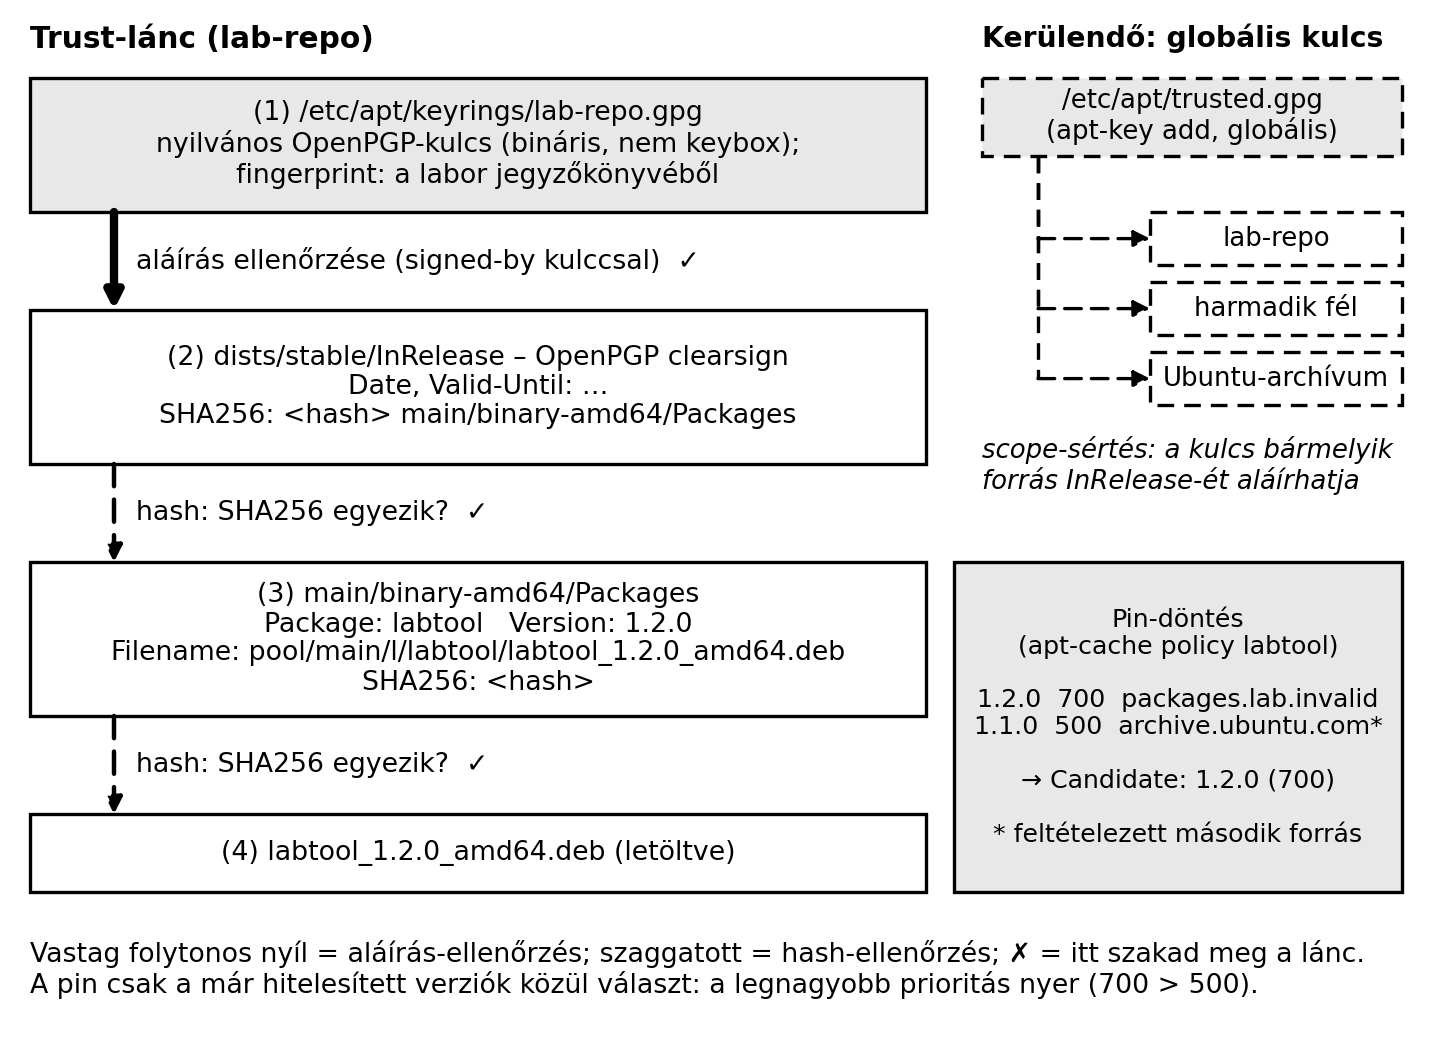 Trust-lánc (lab-repo)
(1) /etc/apt/keyrings/lab-repo.gpg
nyilvános OpenPGP-kulcs (bináris, nem keybox);
fingerprint: a labor jegyzőkönyvéből
aláírás ellenőrzése (signed-by kulccsal) ✓
(2) dists/stable/InRelease – OpenPGP clearsign
Date, Valid-Until: …
SHA256: <hash> main/binary-amd64/Packages
hash: SHA256 egyezik? ✓
(3) main/binary-amd64/Packages
Package: labtool Version: 1.2.0
Filename: pool/main/l/labtool/labtool_1.2.0_amd64.deb
SHA256: <hash>
hash: SHA256 egyezik? ✓
(4) labtool_1.2.0_amd64.deb (letöltve)
Kerülendő: globális kulcs
/etc/apt/trusted.gpg
(apt-key add, globális)
lab-repo
harmadik fél
Ubuntu-archívum
scope-sértés: a kulcs bármelyik
forrás InRelease-ét aláírhatja
Pin-döntés
(apt-cache policy labtool)
1.2.0 700 packages.lab.invalid
1.1.0 500 archive.ubuntu.com*
→ Candidate: 1.2.0 (700)
* feltételezett második forrás
Vastag folytonos nyíl = aláírás-ellenőrzés; szaggatott = hash-ellenőrzés; ✗ = itt szakad meg a lánc.
A pin csak a már hitelesített verziók közül választ: a legnagyobb prioritás nyer (700 > 500).